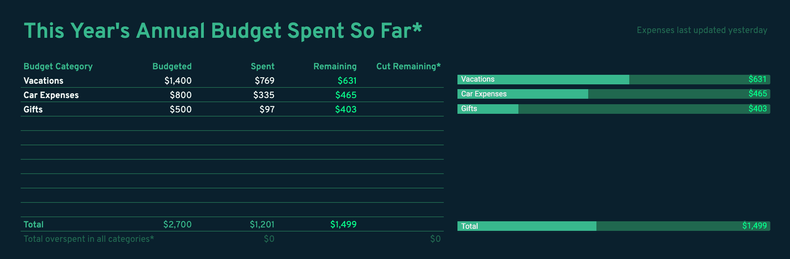 This Year's Annual Budget Spent So Far*
Expenses last updated yesterday
Budget Category Budgeted Spent Remaining Cut Remaining*
Vacations $1,400 $769 $631
Car Expenses $800 $335 $465
Gifts $500 $97 $403
Total $2,700 $1,201 $1,499
Total overspent in all categories* $0 $0
Vacations $631
Car Expenses $465
Gifts $403
Total $1,499